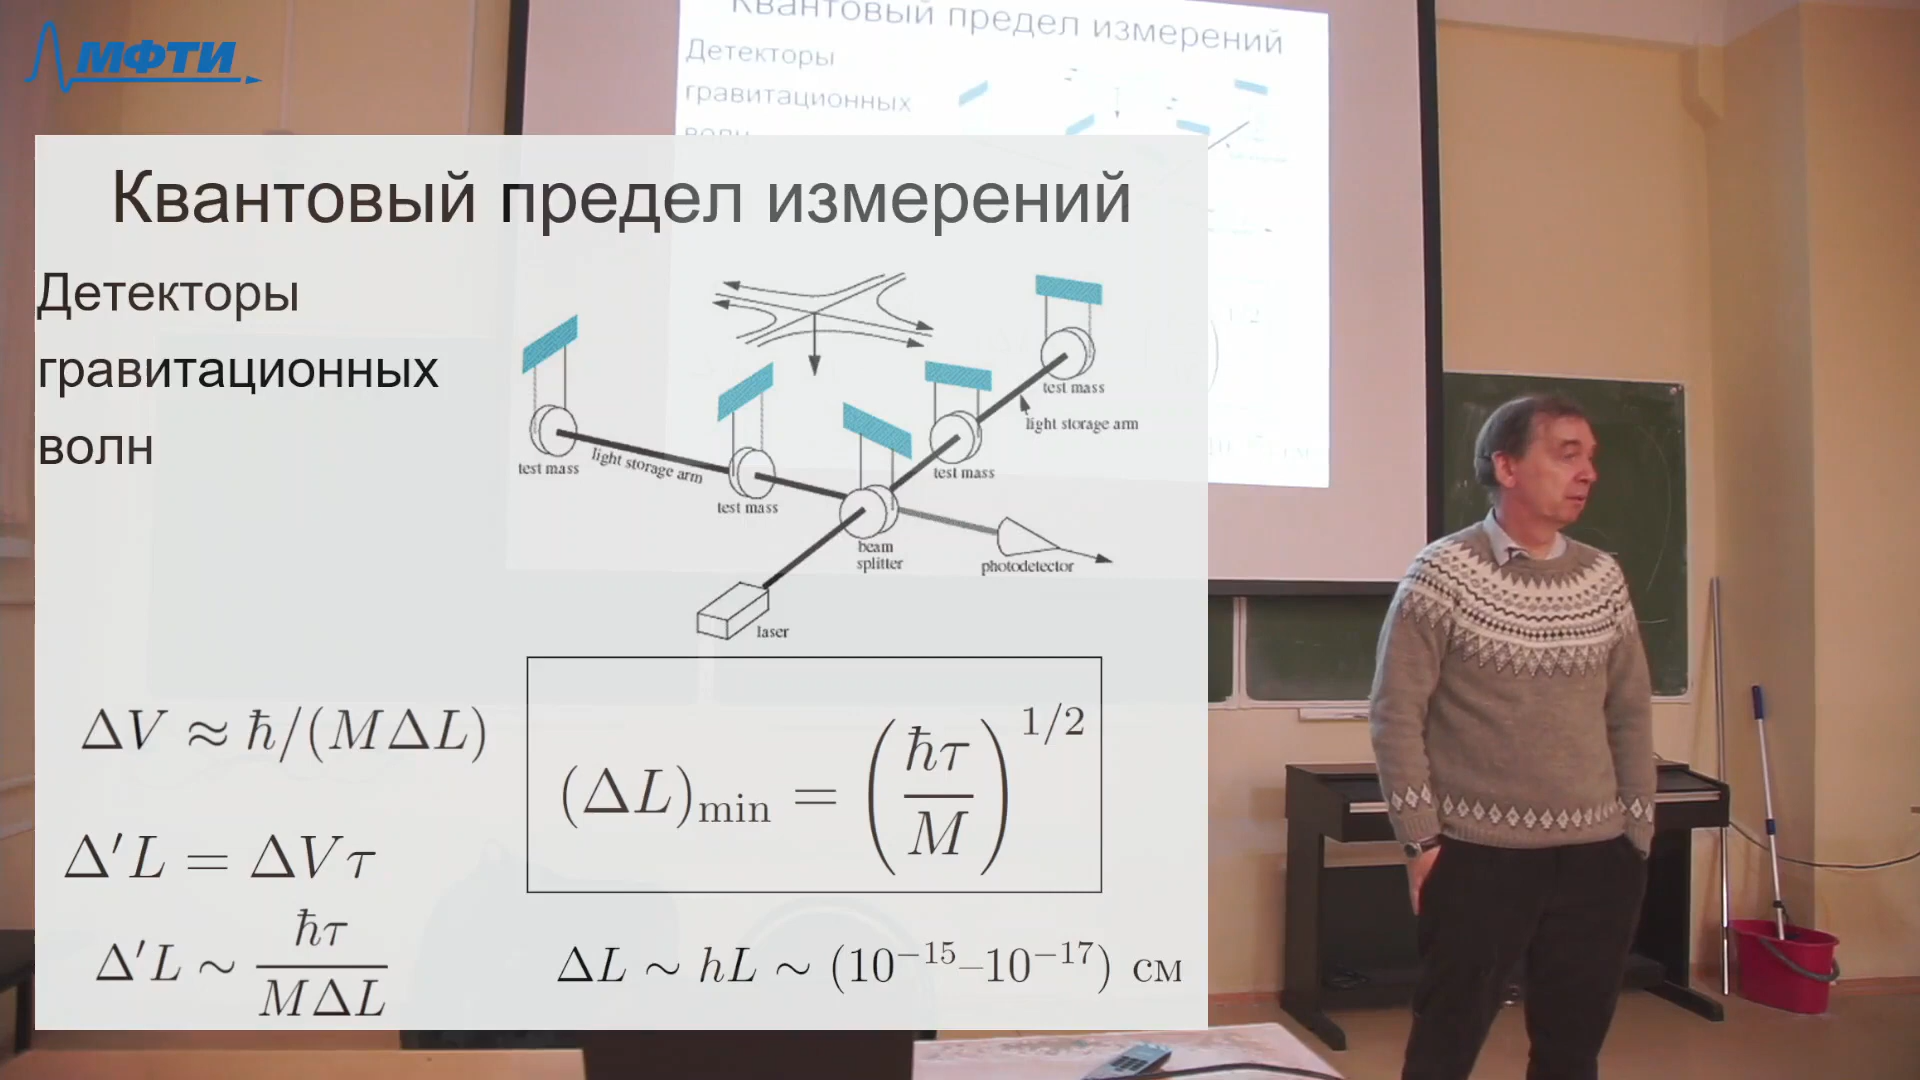 МФТИ
Квантовый предел измерений
Детекторы
гравитационных
волн
Квантовый предел измерений
Детекторы
гравитационных
волн
test mass
light storage arm
test mass
beam
splitter
laser
test mass
test mass
light storage arm
photodetector
ΔV ≈ ħ/(MΔL)
Δ′L = ΔVτ
Δ′L ∼ ħτ/(MΔL)
(ΔL)min = (ħτ/M)^1/2
ΔL ∼ hL ∼ (10^−15–10^−17) см